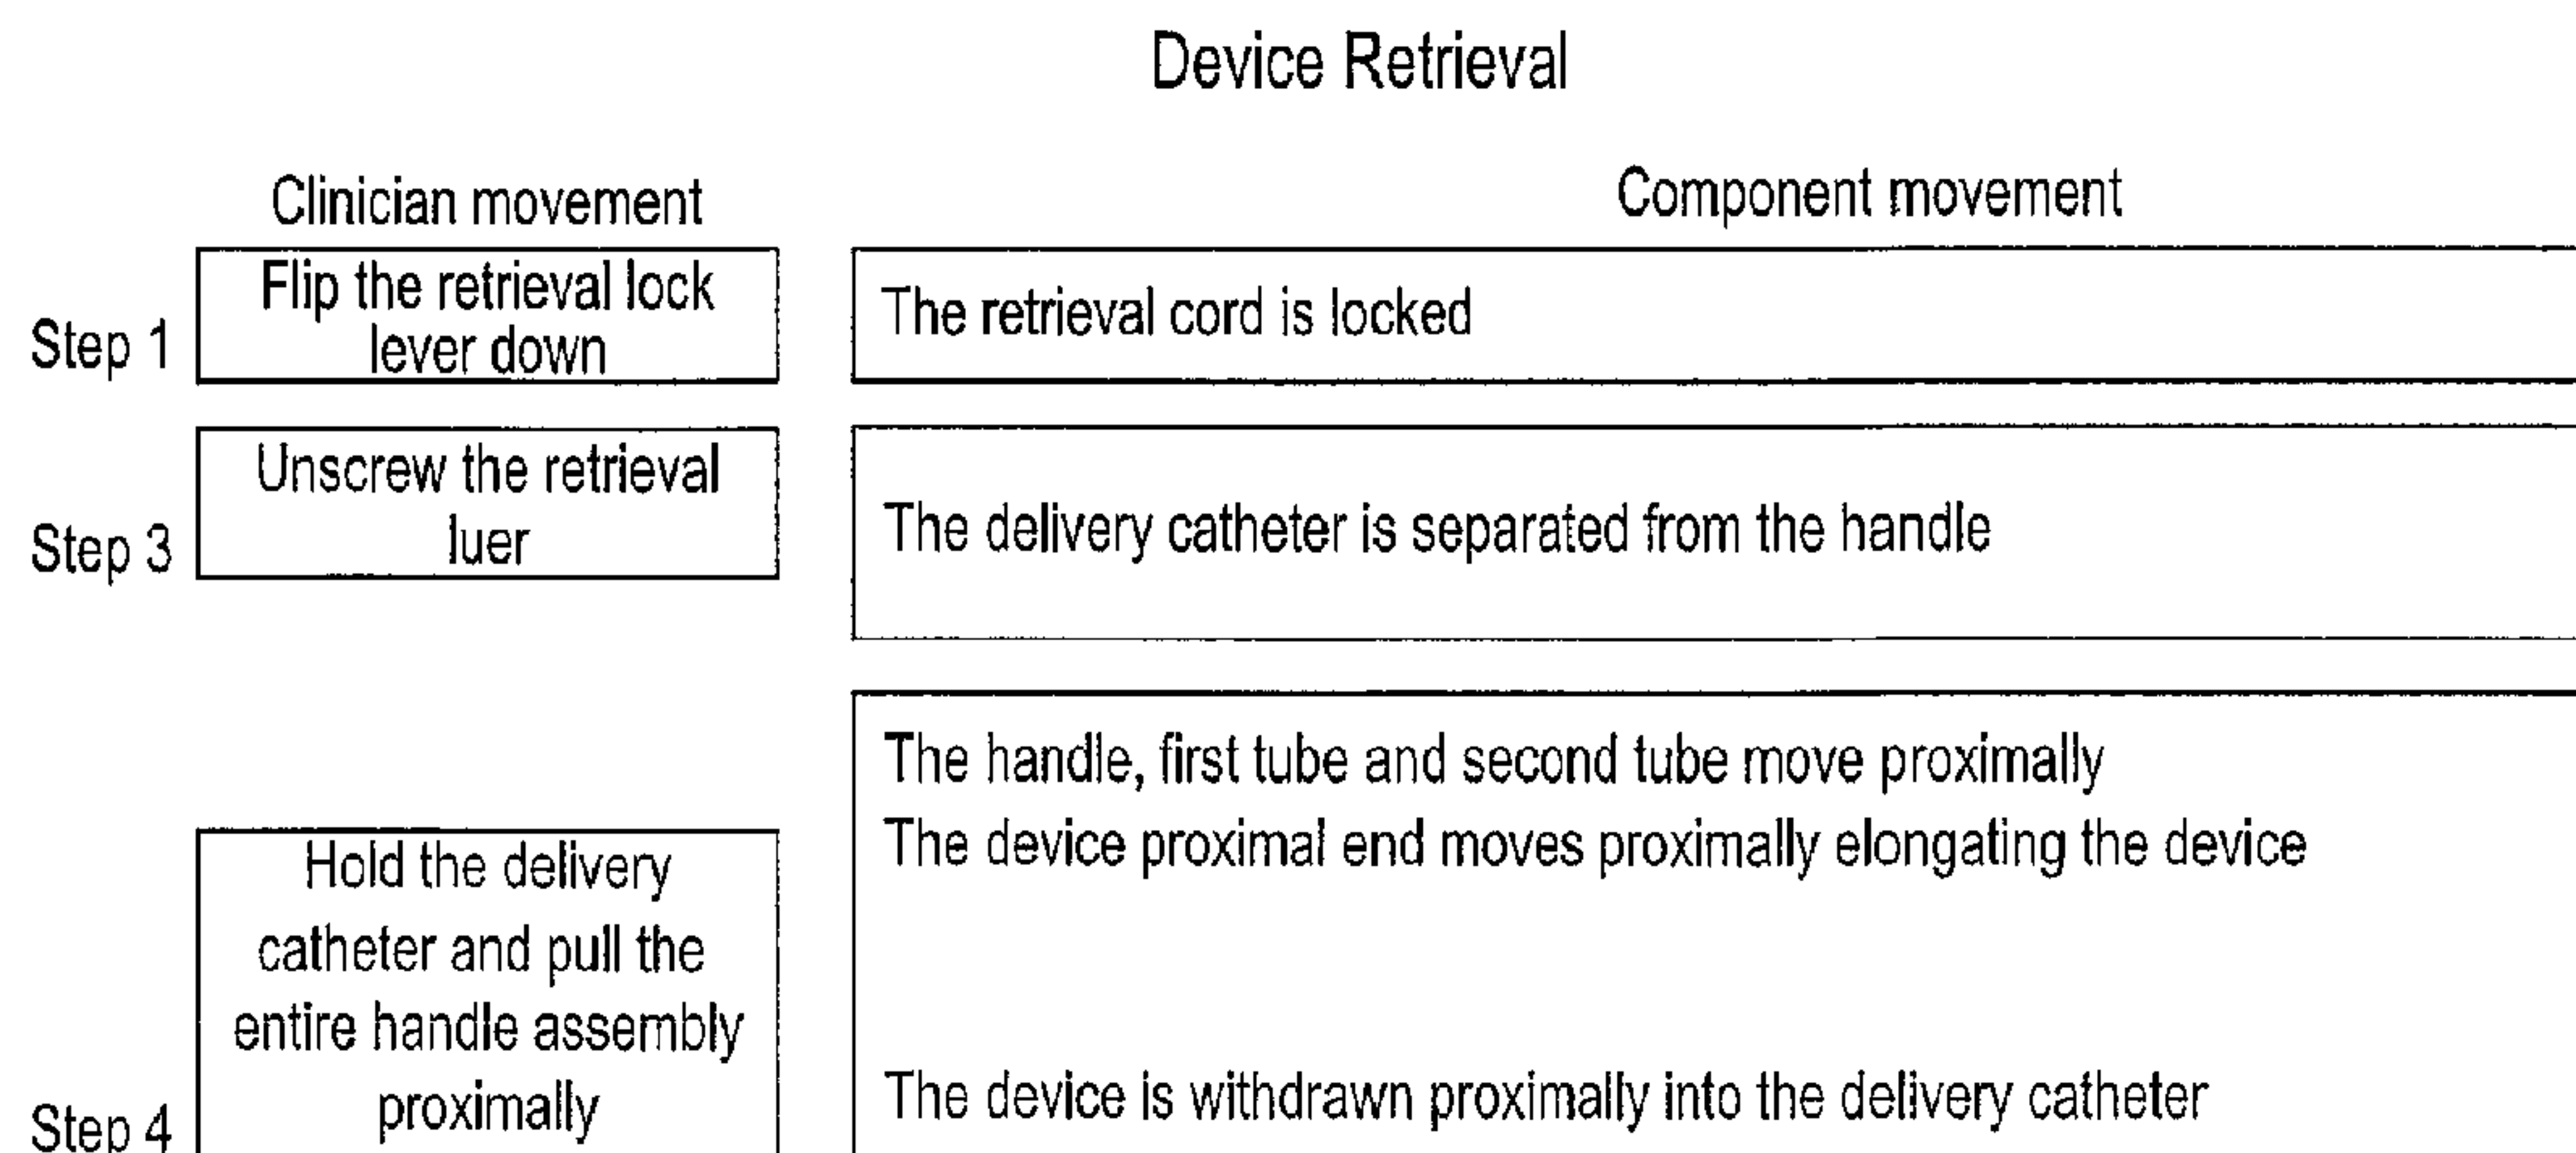 Device Retrieval
Clinician movement
Component movement
Step 1
Flip the retrieval lock
lever down
The retrieval cord is locked
Step 3
Unscrew the retrieval
luer
The delivery catheter is separated from the handle
Step 4
Hold the delivery
catheter and pull the
entire handle assembly
proximally
The handle, first tube and second tube move proximally
The device proximal end moves proximally elongating the device
The device is withdrawn proximally into the delivery catheter